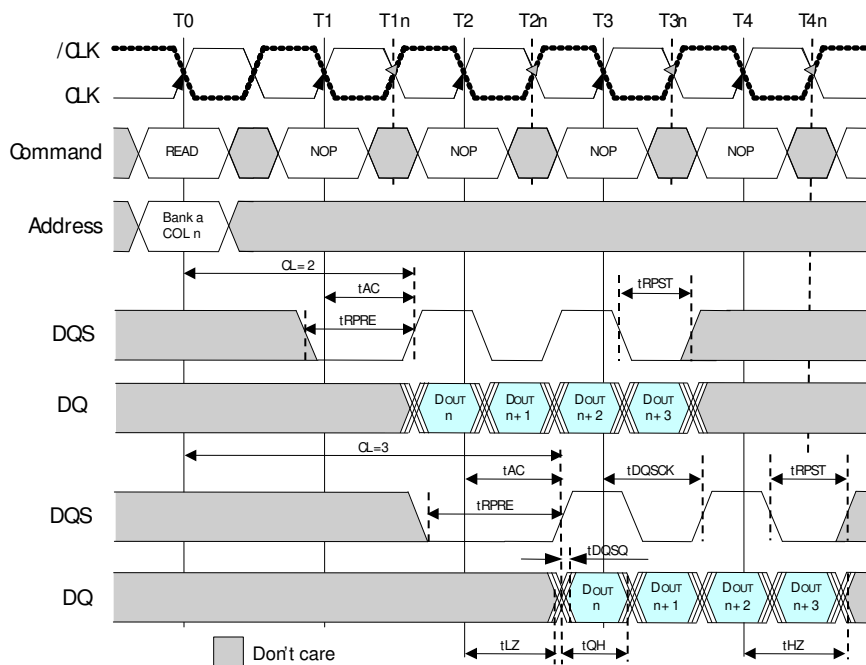 T0 T1 T1n T2 T2n T3 T3n T4 T4n
/CLK
CLK
Command READ NOP NOP NOP NOP
Address Bank a
COL n
CL=2
tAC tRPST
tRPRE
DQS
DQ DOUT n DOUT n+1 DOUT n+2 DOUT n+3
CL=3
tAC tDQSCK tRPST
tRPRE
DQS
tDQSQ
DQ DOUT n DOUT n+1 DOUT n+2 DOUT n+3
tLZ tQH tHZ
Don't care